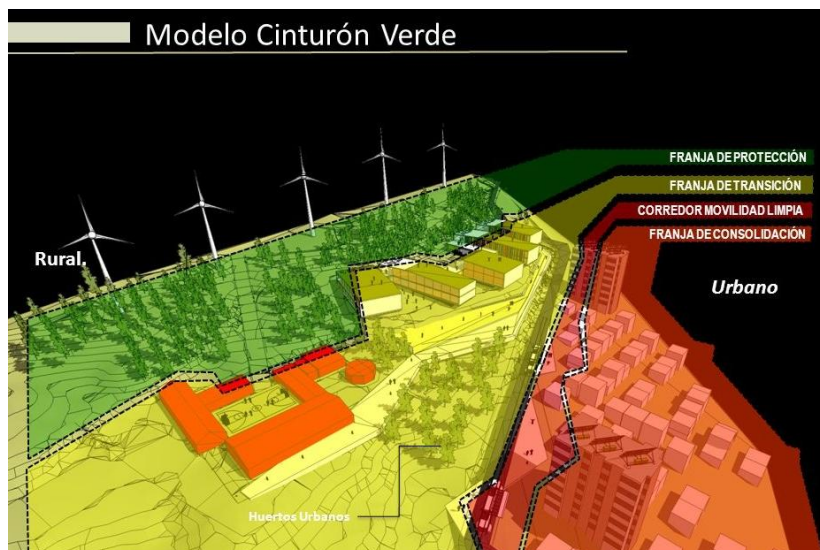 Modelo Cinturón Verde
FRANJA DE PROTECCIÓN
FRANJA DE TRANSICIÓN
CORREDOR MOVILIDAD LIMPIA
FRANJA DE CONSOLIDACIÓN
Rural.
Urbano
Huertos Urbanos